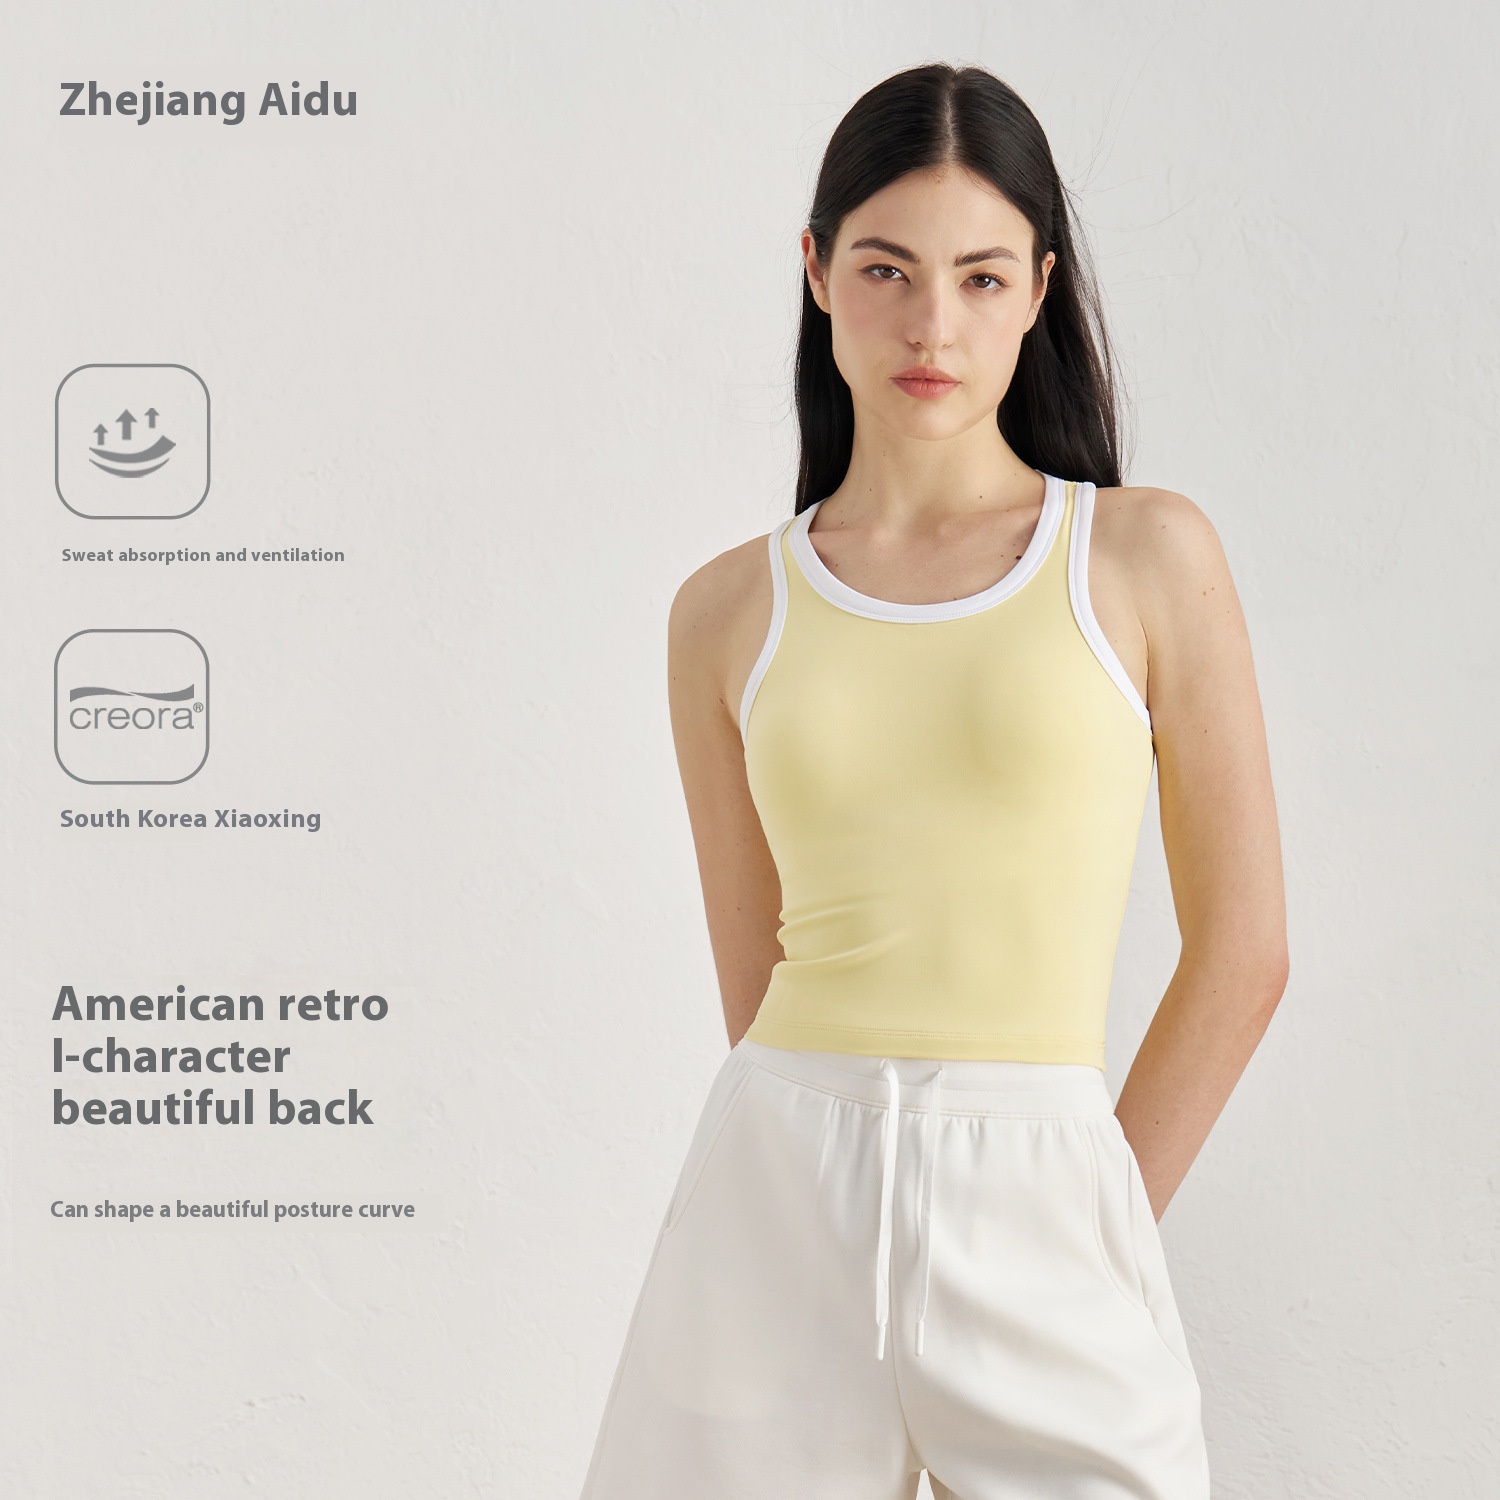 Zhejiang Aidu
Sweat absorption and ventilation
creora®
South Korea Xiaoxing
American retro
I-character
beautiful back
Can shape a beautiful posture curve